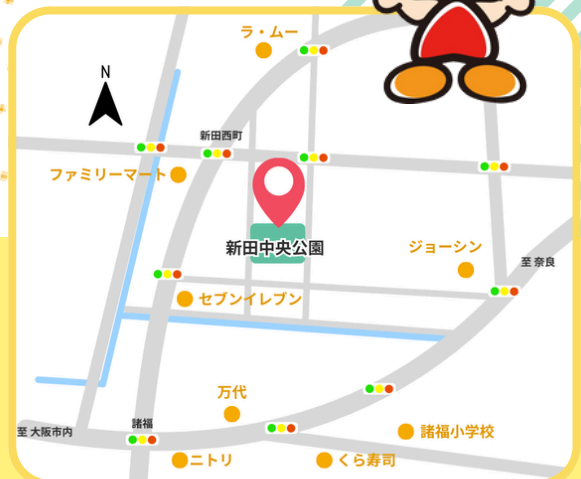 ラ・ムー
N
新田西町
ファミリーマート
新田中央公園
ジョーシン
至 奈良
セブンイレブン
万代
諸福
至 大阪市内
諸福小学校
ニトリ
くら寿司